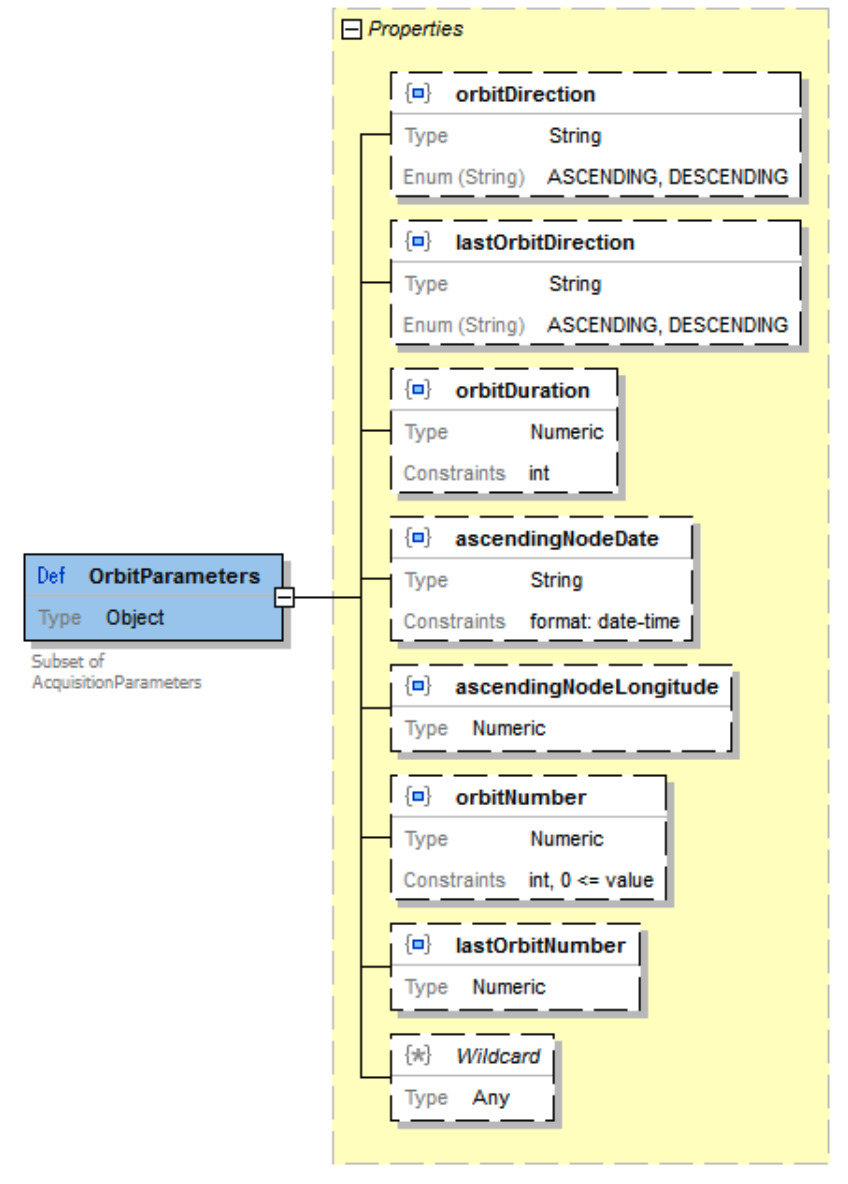 Properties
orbitDirection
Type String
Enum (String) ASCENDING, DESCENDING
lastOrbitDirection
Type String
Enum (String) ASCENDING, DESCENDING
orbitDuration
Type Numeric
Constraints int
ascendingNodeDate
Type String
Constraints format: date-time
Def OrbitParameters
Type Object
Subset of
AcquisitionParameters
ascendingNodeLongitude
Type Numeric
orbitNumber
Type Numeric
Constraints int, 0 <= value
lastOrbitNumber
Type Numeric
{*} Wildcard
Type Any